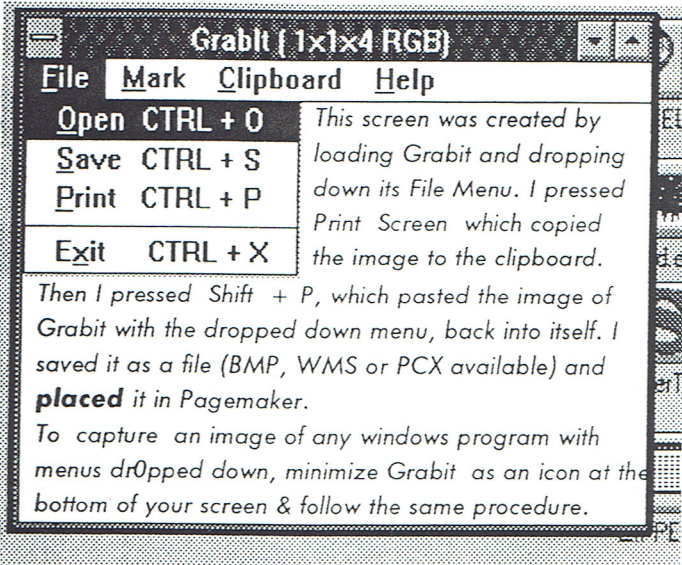 GrabIt ( 1x1x4 RGB)
File Mark Clipboard Help
Open CTRL + O
Save CTRL + S
Print CTRL + P
Exit CTRL + X
This screen was created by
loading Grabit and dropping
down its File Menu. I pressed
Print Screen which copied
the image to the clipboard.
Then I pressed Shift + P, which pasted the image of
Grabit with the dropped down menu, back into itself. I
saved it as a file (BMP, WMS or PCX available) and
placed it in Pagemaker.
To capture an image of any windows program with
menus dr0pped down, minimize Grabit as an icon at the
bottom of your screen & follow the same procedure.